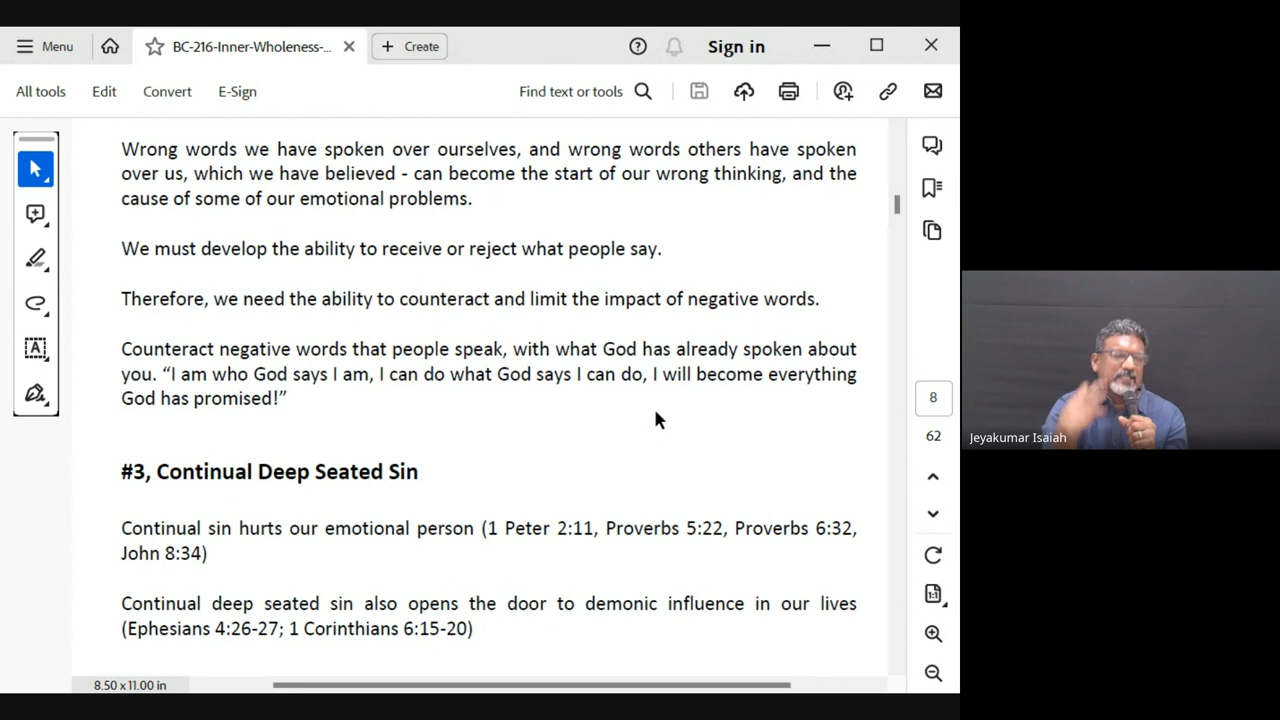 Menu
BC-216-Inner-Wholeness-...
Create
Sign in
All tools
Edit
Convert
E-Sign
Find text or tools
Wrong words we have spoken over ourselves, and wrong words others have spoken
over us, which we have believed - can become the start of our wrong thinking, and the
cause of some of our emotional problems.
We must develop the ability to receive or reject what people say.
Therefore, we need the ability to counteract and limit the impact of negative words.
Counteract negative words that people speak, with what God has already spoken about
you. “I am who God says I am, I can do what God says I can do, I will become everything
God has promised!”
#3, Continual Deep Seated Sin
Continual sin hurts our emotional person (1 Peter 2:11, Proverbs 5:22, Proverbs 6:32,
John 8:34)
Continual deep seated sin also opens the door to demonic influence in our lives
(Ephesians 4:26-27; 1 Corinthians 6:15-20)
8.50 x 11.00 in
8
62
1:1
Jeyakumar Isaiah